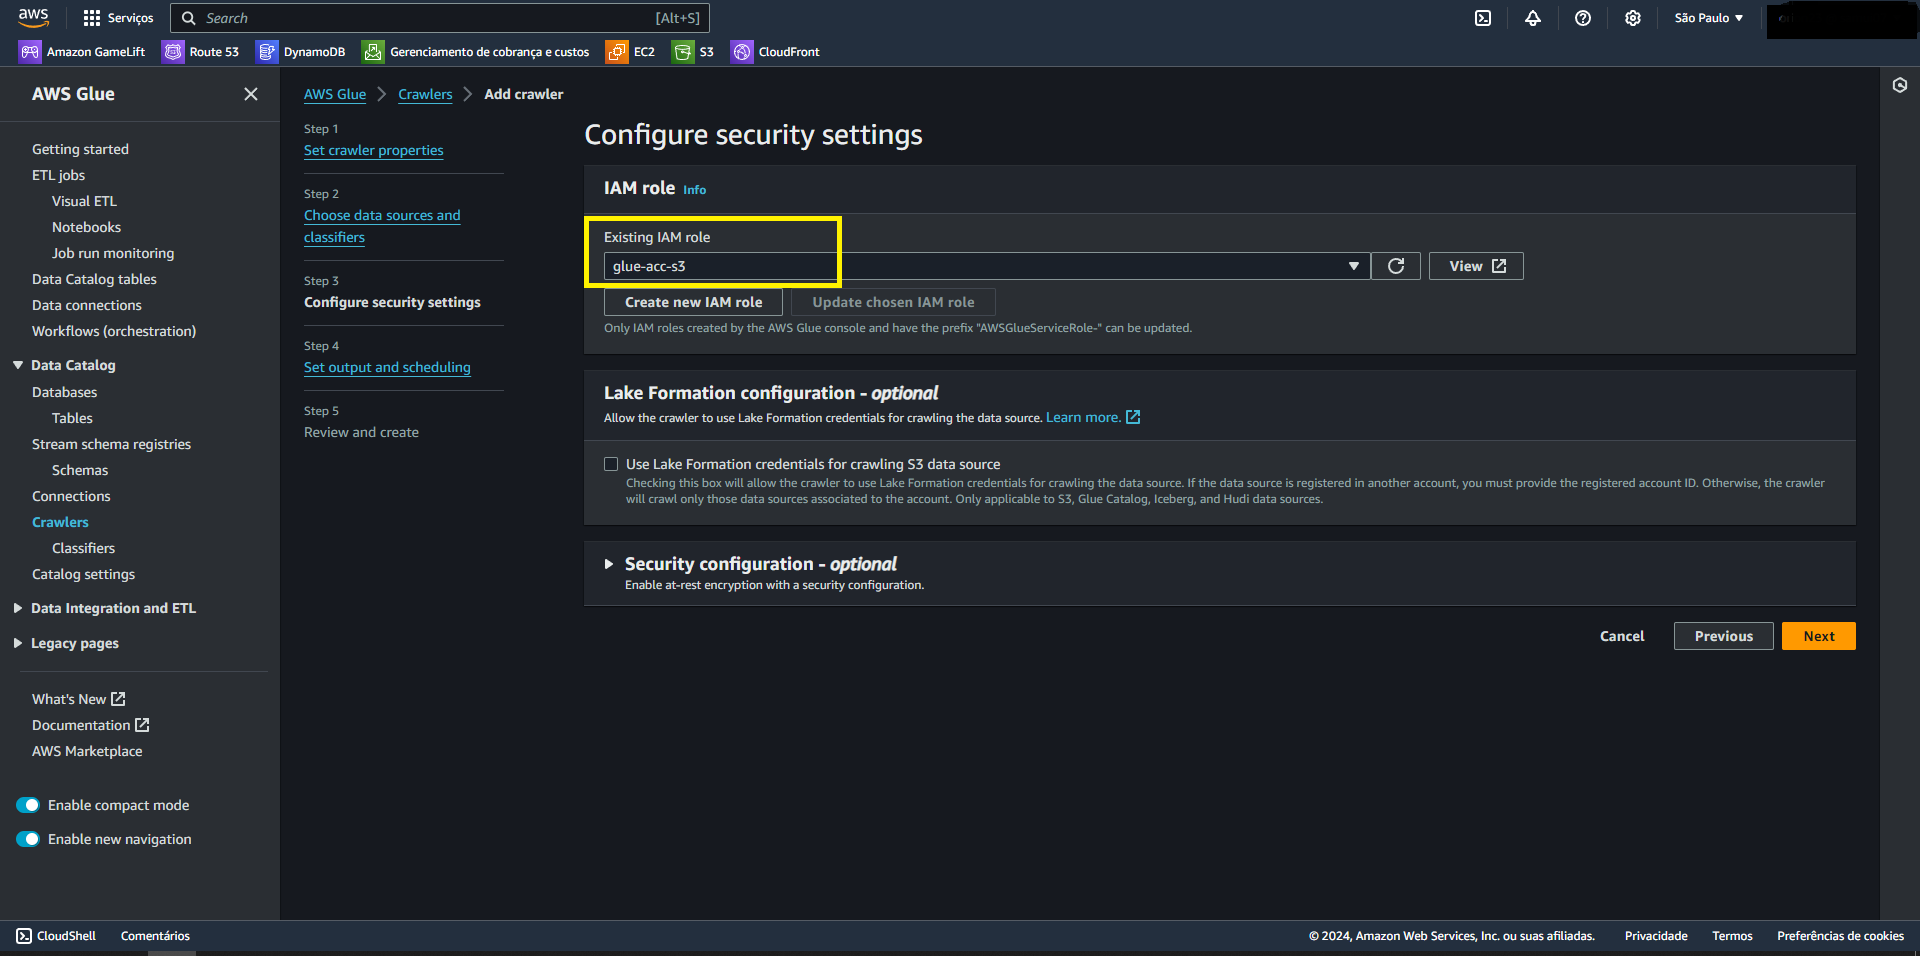 aws
Serviços
Search
[Alt+S]
São Paulo
Amazon GameLift
Route 53
DynamoDB
Gerenciamento de cobrança e custos
EC2
S3
CloudFront
AWS Glue
Getting started
ETL jobs
Visual ETL
Notebooks
Job run monitoring
Data Catalog tables
Data connections
Workflows (orchestration)
Data Catalog
Databases
Tables
Stream schema registries
Schemas
Connections
Crawlers
Classifiers
Catalog settings
Data Integration and ETL
Legacy pages
What's New
Documentation
AWS Marketplace
Enable compact mode
Enable new navigation
AWS Glue
Crawlers
Add crawler
Step 1
Set crawler properties
Step 2
Choose data sources and
classifiers
Step 3
Configure security settings
Step 4
Set output and scheduling
Step 5
Review and create
Configure security settings
IAM role Info
Existing IAM role
glue-acc-s3
View
Create new IAM role
Update chosen IAM role
Only IAM roles created by the AWS Glue console and have the prefix "AWSGlueServiceRole-" can be updated.
Lake Formation configuration - optional
Allow the crawler to use Lake Formation credentials for crawling the data source. Learn more.
Use Lake Formation credentials for crawling S3 data source
Checking this box will allow the crawler to use Lake Formation credentials for crawling the data source. If the data source is registered in another account, you must provide the registered account ID. Otherwise, the crawler
will crawl only those data sources associated to the account. Only applicable to S3, Glue Catalog, Iceberg, and Hudi data sources.
Security configuration - optional
Enable at-rest encryption with a security configuration.
Cancel
Previous
Next
CloudShell
Comentários
© 2024, Amazon Web Services, Inc. ou suas afiliadas.
Privacidade
Termos
Preferências de cookies